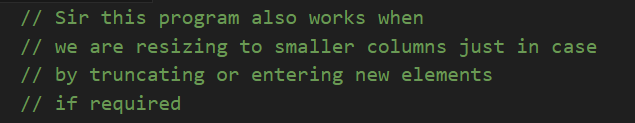 // Sir this program also works when
// we are resizing to smaller columns just in case
// by truncating or entering new elements
// if required